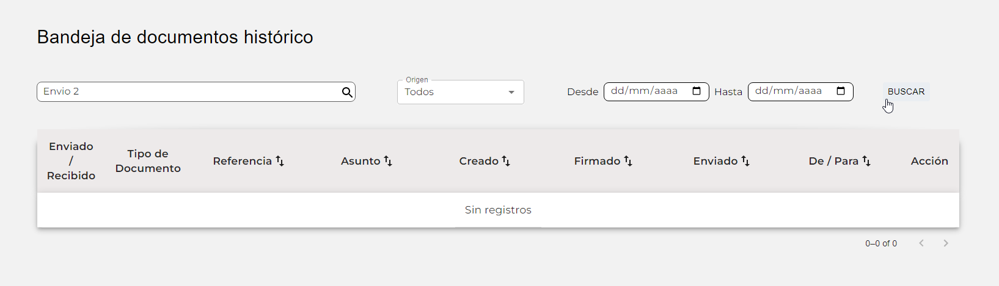 Bandeja de documentos histórico
Envio 2
Origen
Todos
Desde dd/mm/aaaa Hasta dd/mm/aaaa BUSCAR
Enviado
/
Recibido
Tipo de
Documento
Referencia
Asunto
Creado
Firmado
Enviado
De / Para
Acción
Sin registros
0–0 of 0